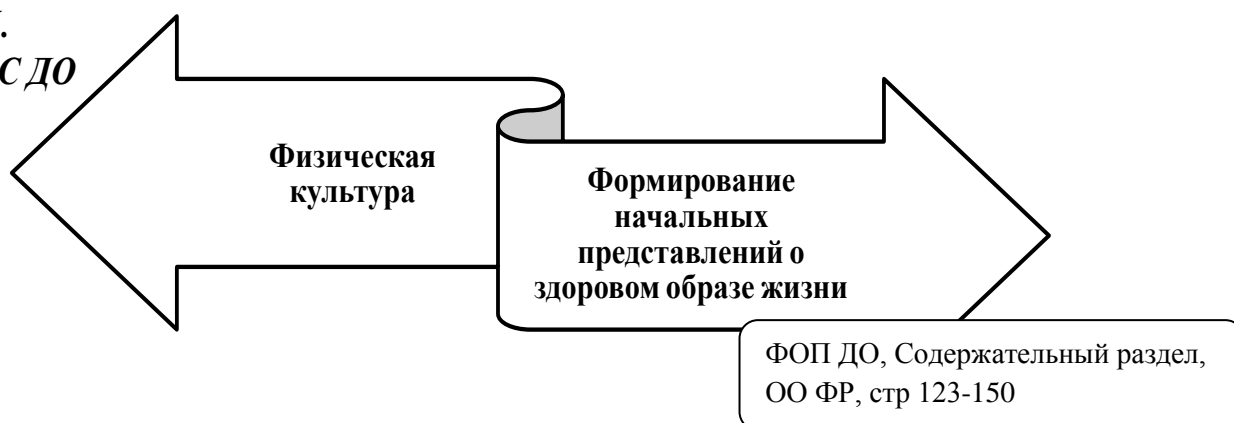 С ДО
Физическая
культура
Формирование
начальных
представлений о
здоровом образе жизни
ФОП ДО, Содержательный раздел,
ОО ФР, стр 123-150